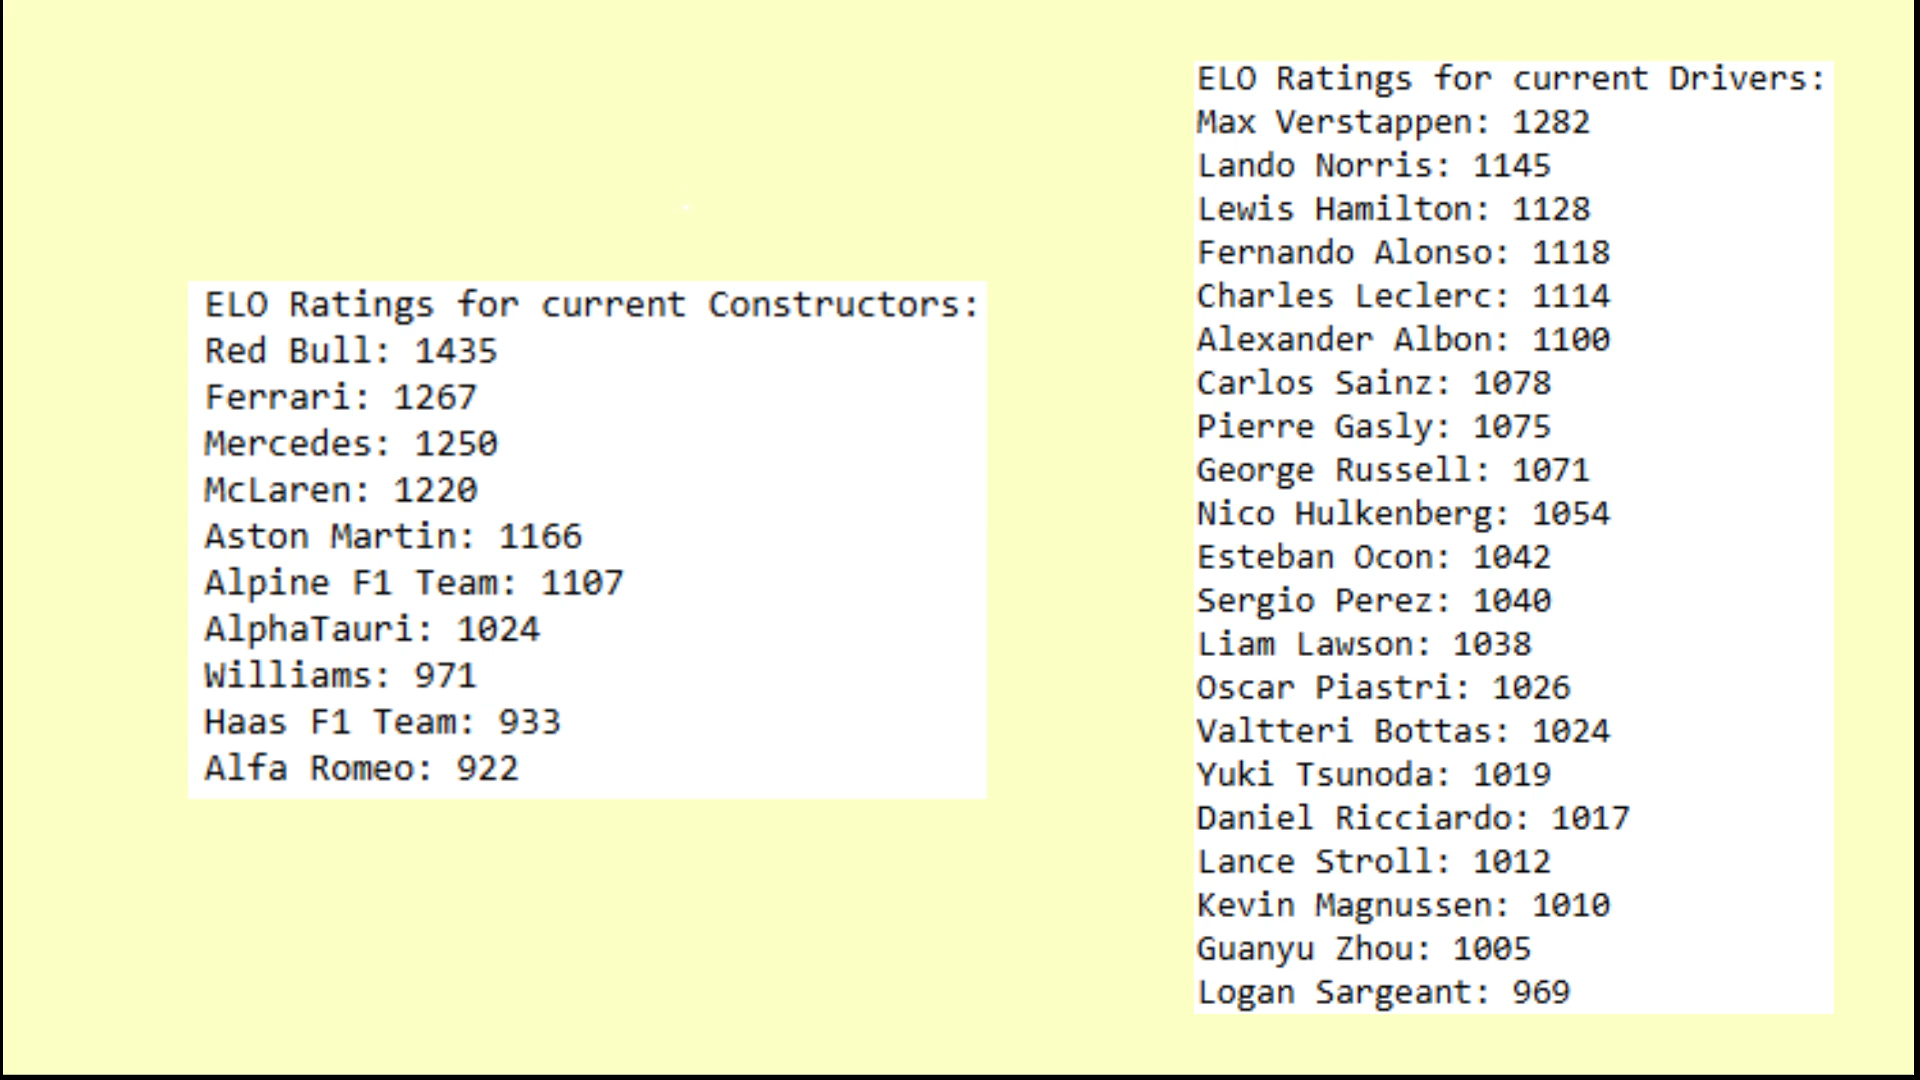 ELO Ratings for current Constructors:
Red Bull: 1435
Ferrari: 1267
Mercedes: 1250
McLaren: 1220
Aston Martin: 1166
Alpine F1 Team: 1107
AlphaTauri: 1024
Williams: 971
Haas F1 Team: 933
Alfa Romeo: 922
ELO Ratings for current Drivers:
Max Verstappen: 1282
Lando Norris: 1145
Lewis Hamilton: 1128
Fernando Alonso: 1118
Charles Leclerc: 1114
Alexander Albon: 1100
Carlos Sainz: 1078
Pierre Gasly: 1075
George Russell: 1071
Nico Hulkenberg: 1054
Esteban Ocon: 1042
Sergio Perez: 1040
Liam Lawson: 1038
Oscar Piastri: 1026
Valtteri Bottas: 1024
Yuki Tsunoda: 1019
Daniel Ricciardo: 1017
Lance Stroll: 1012
Kevin Magnussen: 1010
Guanyu Zhou: 1005
Logan Sargeant: 969